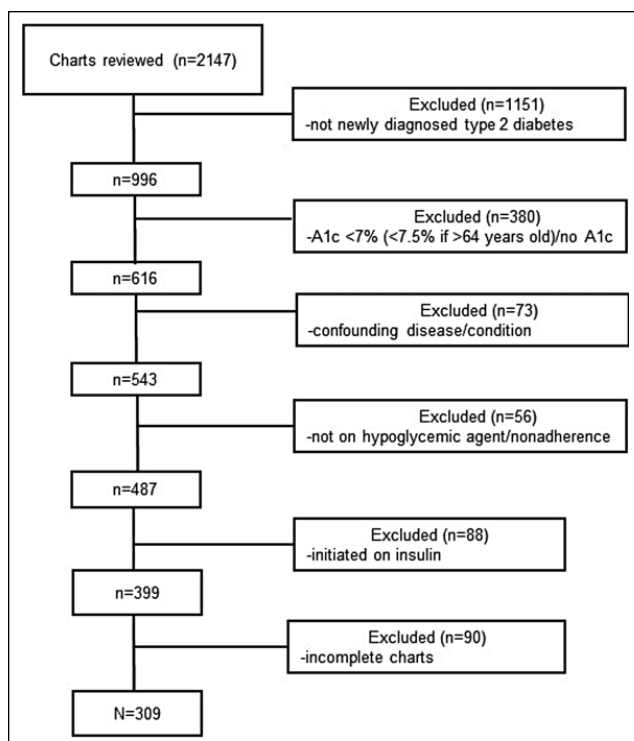 Charts reviewed (n=2147)
Excluded (n=1151)
-not newly diagnosed type 2 diabetes
n=996
Excluded (n=380)
-A1c <7% (<7.5% if >64 years old)/no A1c
n=616
Excluded (n=73)
-confounding disease/condition
n=543
Excluded (n=56)
-not on hypoglycemic agent/nonadherence
n=487
Excluded (n=88)
-initiated on insulin
n=399
Excluded (n=90)
-incomplete charts
N=309